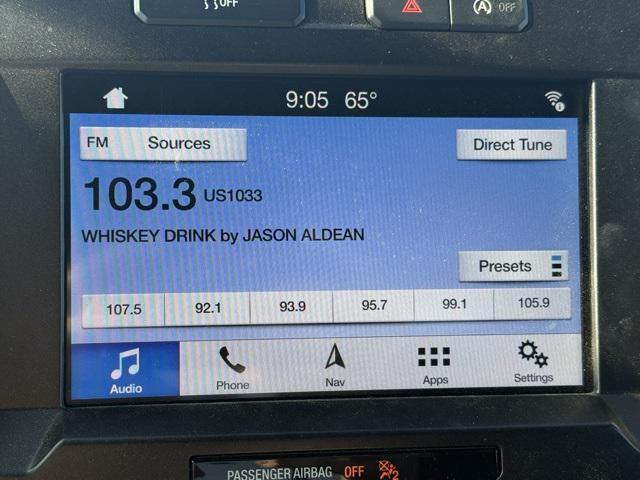 OFF
A OFF
9:05 65°
FM Sources
Direct Tune
103.3 US1033
WHISKEY DRINK by JASON ALDEAN
Presets
107.5 92.1 93.9 95.7 99.1 105.9
Audio Phone Nav Apps Settings
PASSENGER AIRBAG OFF 2